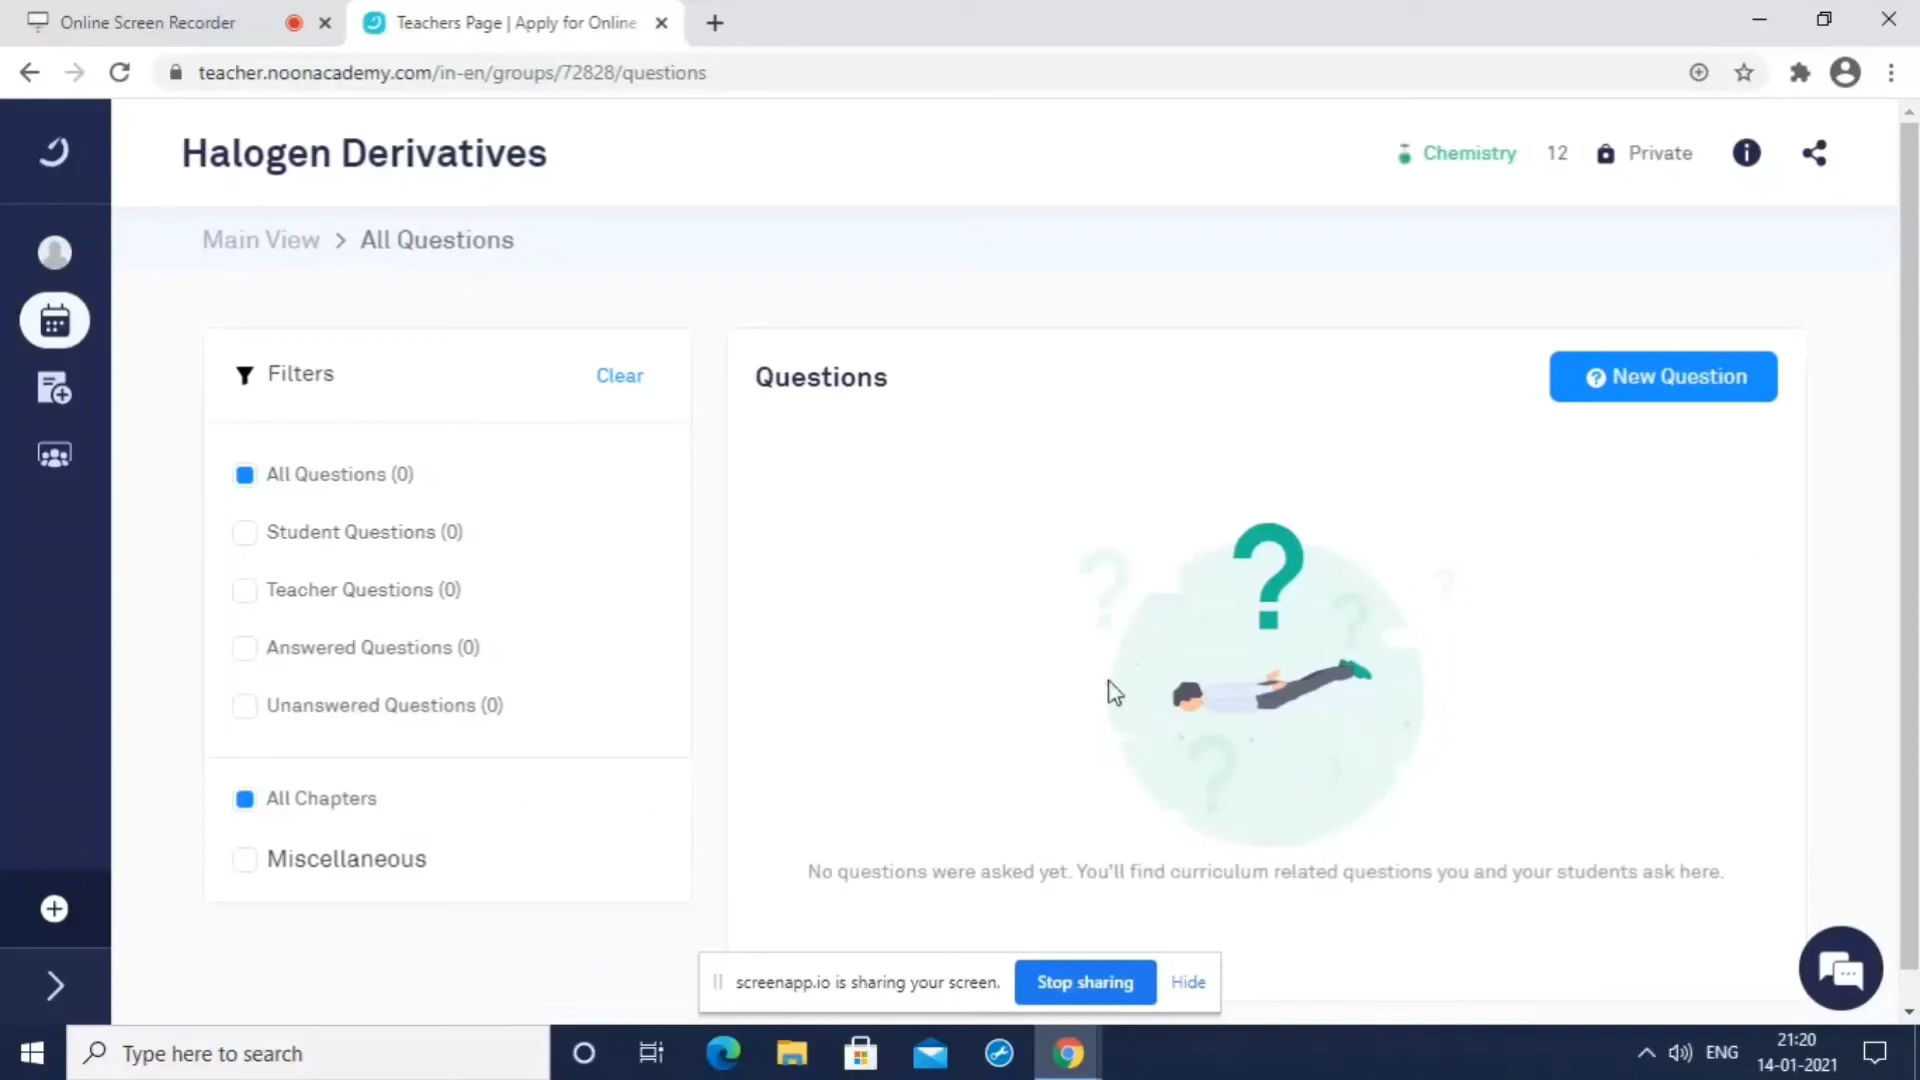 Online Screen Recorder
Teachers Page | Apply for Online
teacher.noonacademy.com/in-en/groups/72828/questions
Halogen Derivatives
Chemistry 12 Private
Main View > All Questions
Filters Clear
All Questions (0)
Student Questions (0)
Teacher Questions (0)
Answered Questions (0)
Unanswered Questions (0)
All Chapters
Miscellaneous
Questions
New Question
No questions were asked yet. You'll find curriculum related questions you and your students ask here.
screenapp.io is sharing your screen. Stop sharing Hide
Type here to search
ENG
21:20
14-01-2021